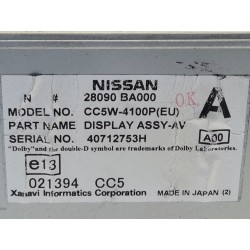 NISSAN
N # 28090 BA000
O.K. A
MODEL NO. CC5W-4100P(EU)
PART NAME DISPLAY ASSY-AV
SERIAL NO. 40712753H A00
"Dolby" and the double-D symbol are trademarks of Dolby Laboratories.
e13
021394 CC5
Xanavi Informatics Corporation MADE IN JAPAN (2)